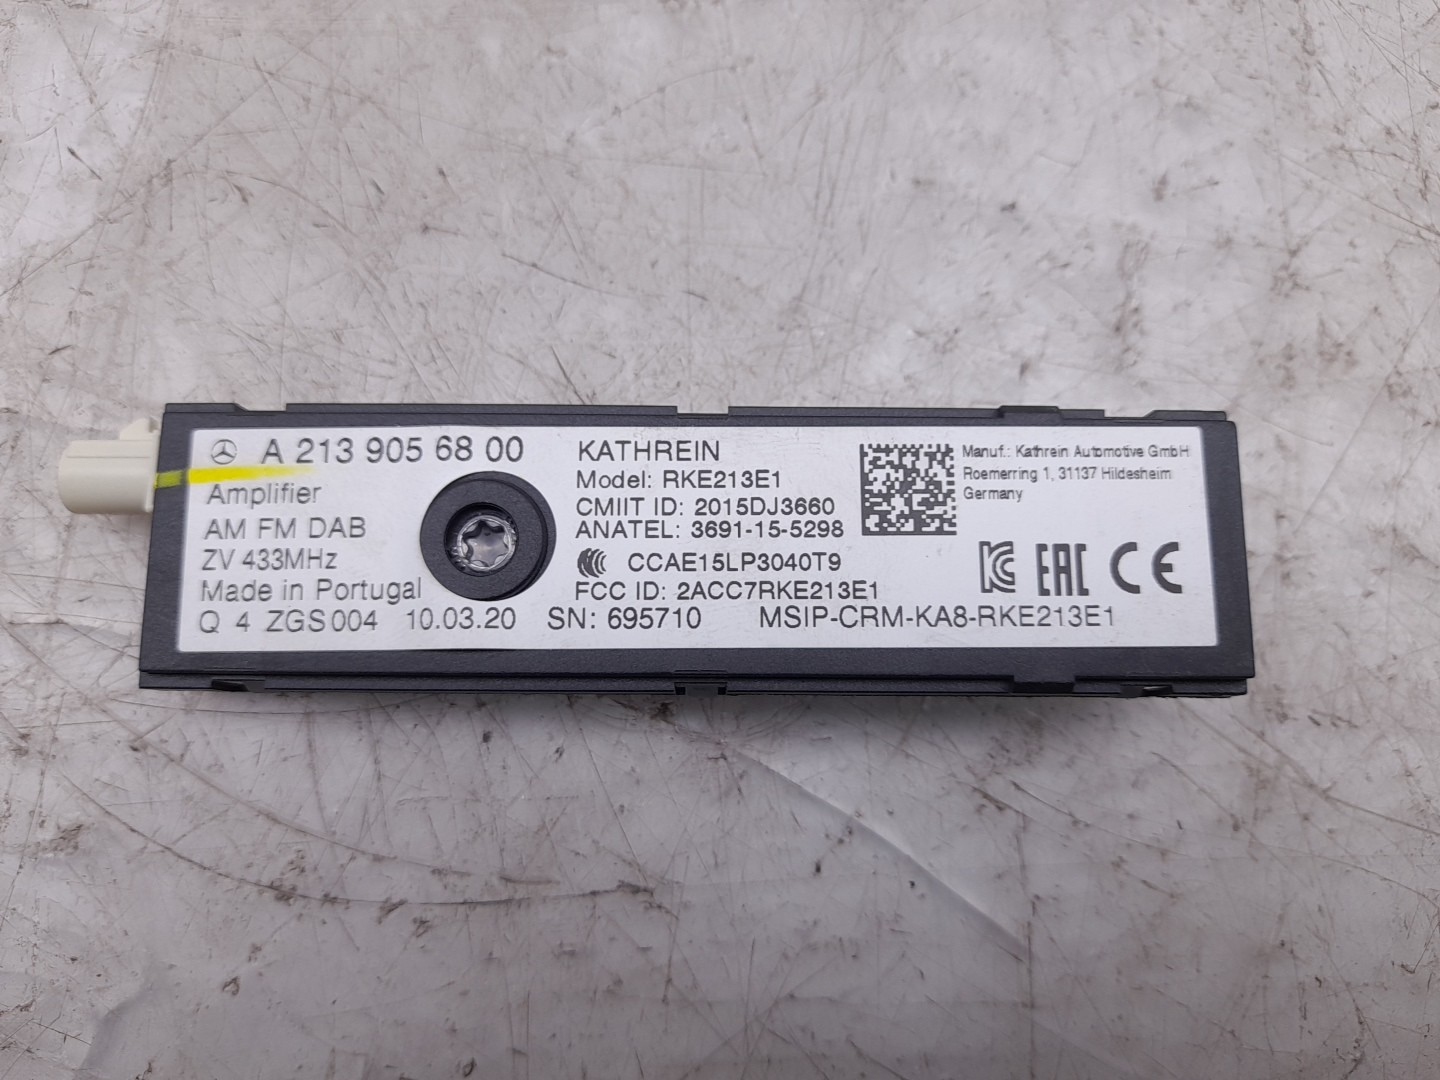 A 213 905 68 00
Amplifier
AM FM DAB
ZV 433MHz
Made in Portugal
Q 4 ZGS004 10.03.20 SN: 695710 MSIP-CRM-KA8-RKE213E1
KATHREIN
Model: RKE213E1
CMIIT ID: 2015DJ3660
ANATEL: 3691-15-5298
CCAE15LP3040T9
FCC ID: 2ACC7RKE213E1
Manuf.: Kathrein Automotive GmbH
Roemerring 1, 31137 Hildesheim
Germany
EAC CE